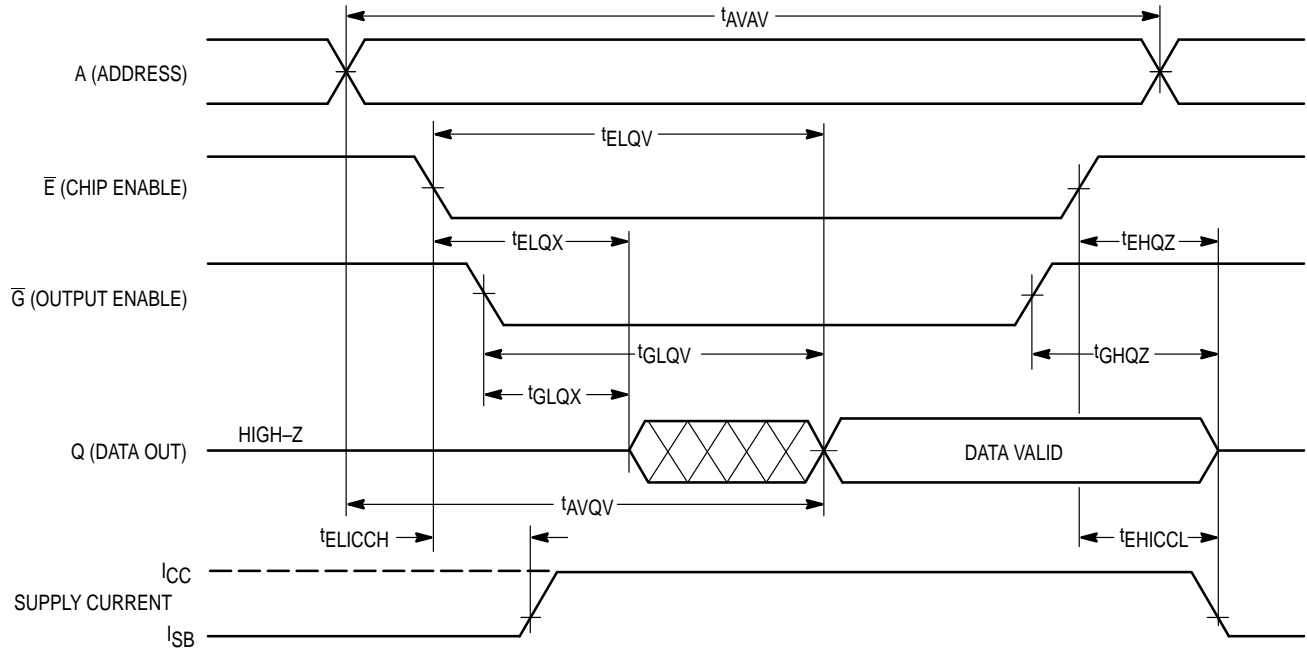 tAVAV
A (ADDRESS)
tELQV
E̅ (CHIP ENABLE)
tELQX
tEHQZ
G̅ (OUTPUT ENABLE)
tGLQV
tGHQZ
tGLQX
HIGH–Z
Q (DATA OUT)
DATA VALID
tAVQV
tELICCH
tEHICCL
ICC
SUPPLY CURRENT
ISB